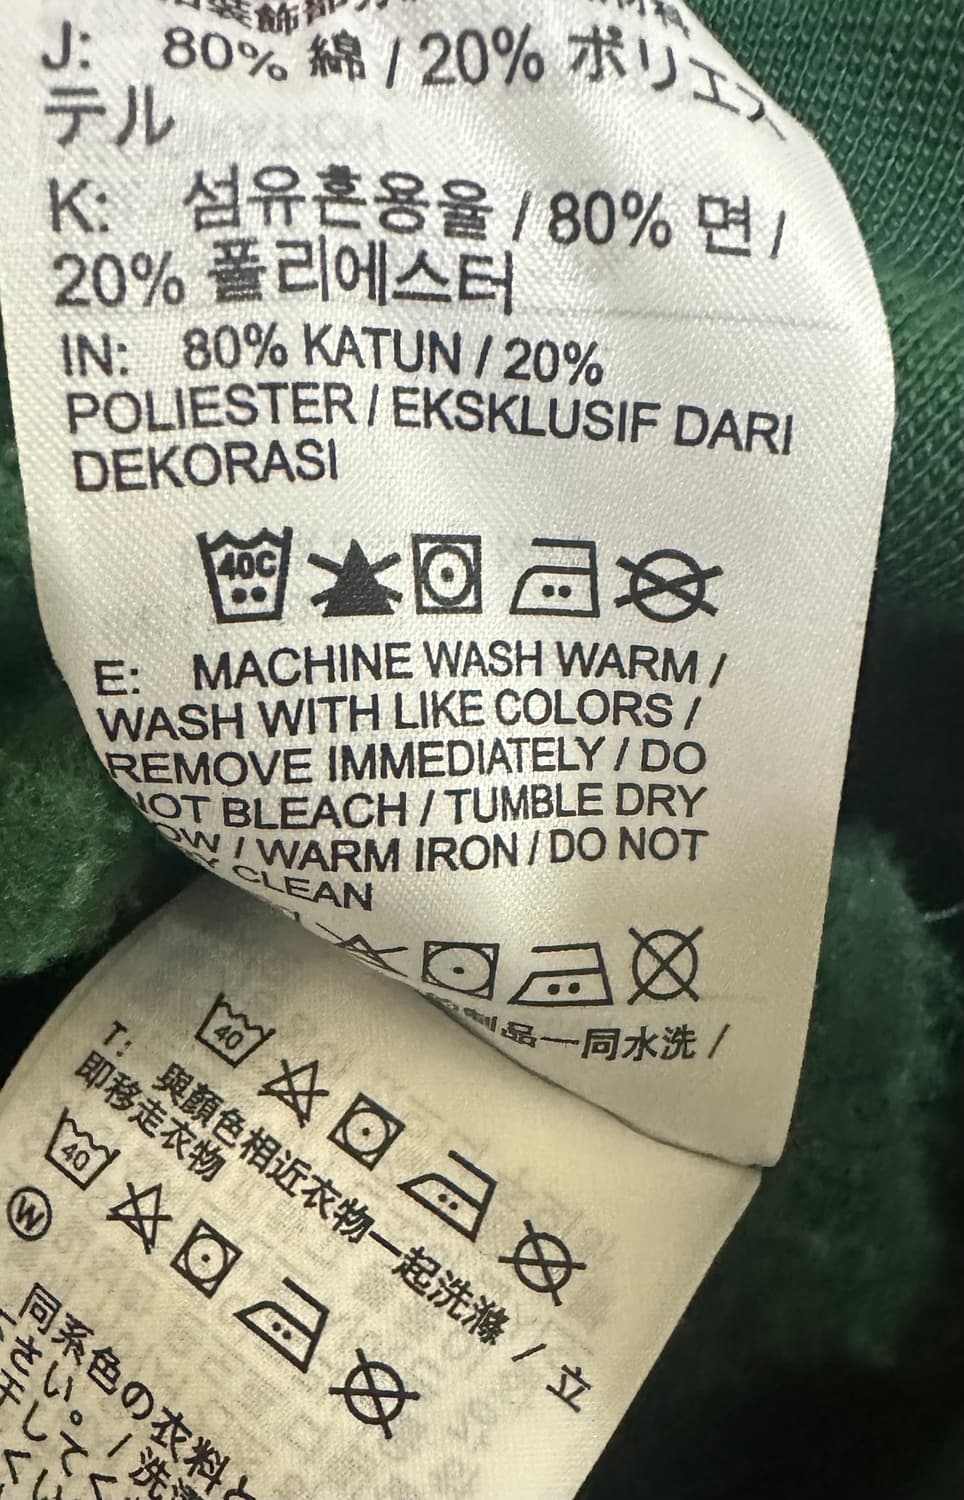 J: 80% 綿 / 20% ポリエス
テル
K: 섬유혼용율 / 80% 면 /
20% 폴리에스터
IN: 80% KATUN / 20%
POLIESTER / EKSKLUSIF DARI
DEKORASI
40C
E: MACHINE WASH WARM /
WASH WITH LIKE COLORS /
REMOVE IMMEDIATELY / DO
NOT BLEACH / TUMBLE DRY
OW / WARM IRON / DO NOT
CLEAN
品一同水洗 /
40
T: 與顏色相近衣物一起洗滌 / 立
即移走衣物
40
W
同系色の衣料と
さい。/ 洗濯